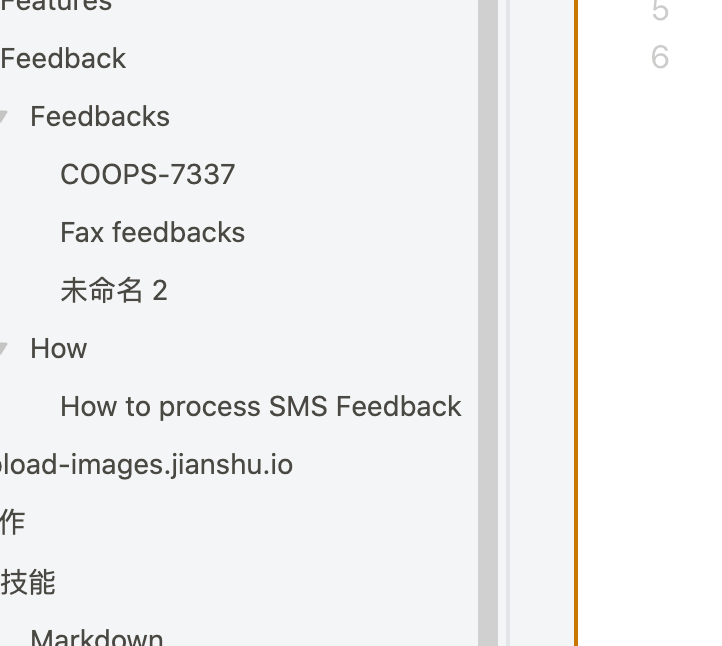 Features
Feedback
Feedbacks
COOPS-7337
Fax feedbacks
未命名 2
How
How to process SMS Feedback
load-images.jianshu.io
作
技能
Markdown
5
6